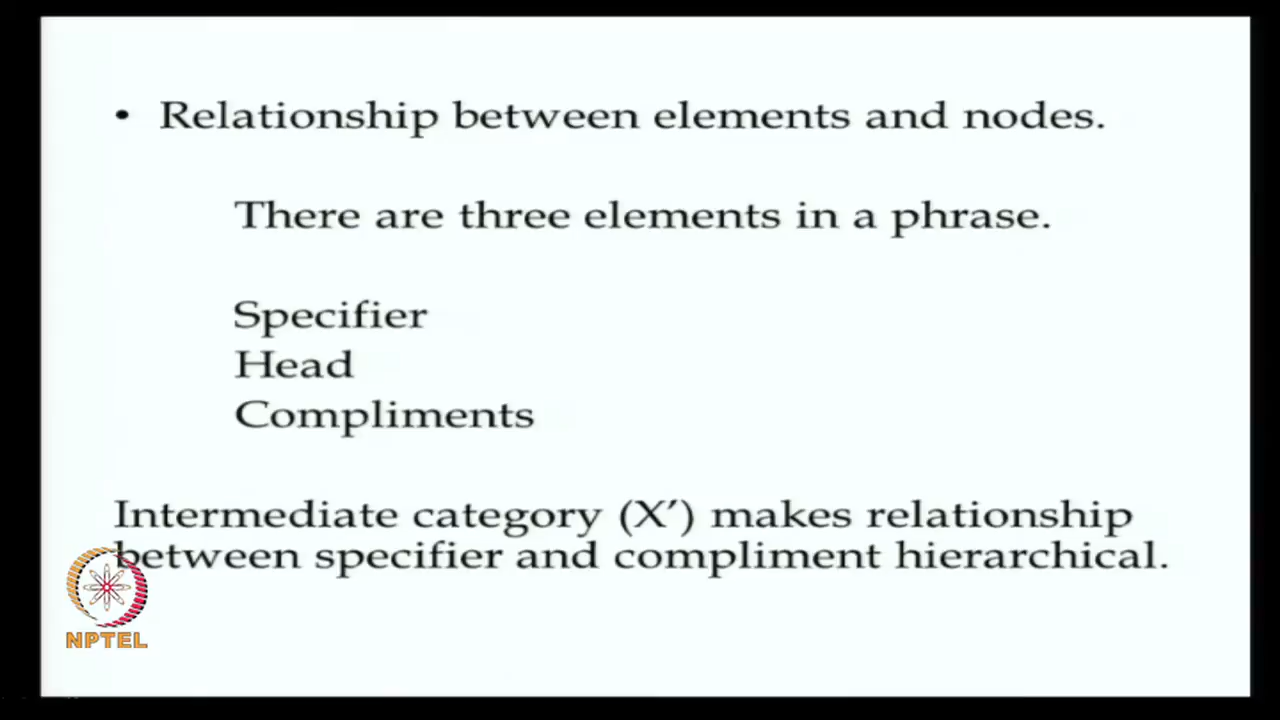 • Relationship between elements and nodes.
There are three elements in a phrase.
Specifier
Head
Compliments
Intermediate category (X′) makes relationship
between specifier and compliment hierarchical.
NPTEL